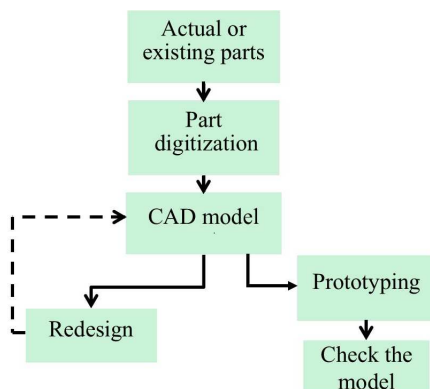 Actual or
existing parts
Part
digitization
CAD model
Prototyping
Redesign
Check the
model